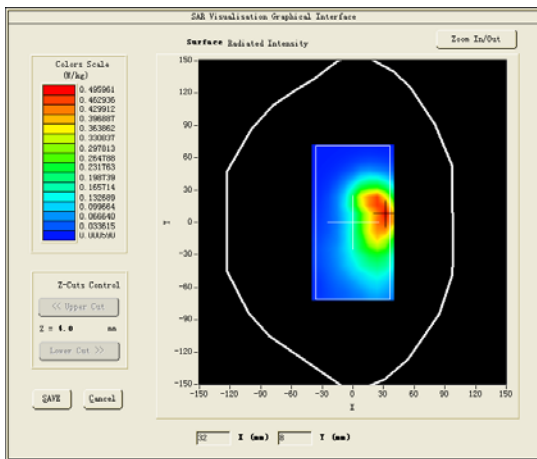 SAR Visualisation Graphical Interface
Surface Radiated Intensity
Zoom In/Out
Colors Scale
(W/kg)
0.495961
0.462936
0.429912
0.396887
0.363862
0.330837
0.297813
0.264788
0.231763
0.198739
0.165714
0.132689
0.099664
0.066640
0.033615
0.000590
150
120
90
60
30
0
-30
-60
-90
-120
-150
Y
-150 -120 -90 -60 -30 0 30 60 90 120 150
X
Z-Cuts Control
<< Upper Cut
Z = 4.0 mm
Lower Cut >>
SAVE Cancel
32 X (mm) 8 Y (mm)